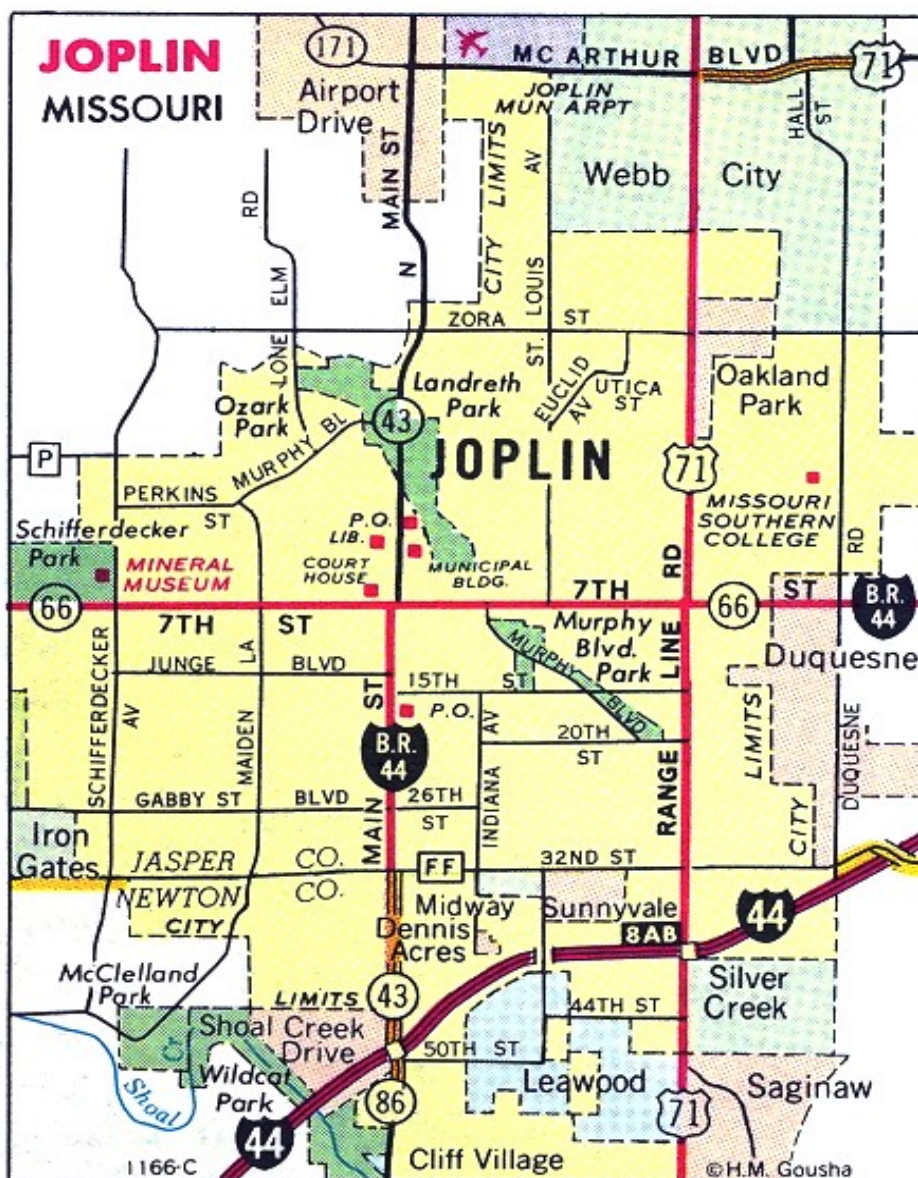 JOPLIN
MISSOURI
171
Airport
Drive
MC ARTHUR BLVD
71
JOPLIN
MUN ARPT
HALL ST
N MAIN ST
CITY LIMITS
ST. LOUIS AV
Webb City
LONE ELM RD
ZORA ST
EUCLID AV
UTICA ST
Landreth
Park
Ozark
Park
Oakland
Park
43
MURPHY BL
JOPLIN
71
P
PERKINS ST
MISSOURI
SOUTHERN
COLLEGE
Schifferdecker
Park
MINERAL
MUSEUM
P.O.
LIB.
COURT
HOUSE
MUNICIPAL
BLDG.
RD
66
7TH ST
7TH ST
66
B.R.
44
Murphy
Blvd.
Park
MURPHY BLVD
Duquesne
JUNGE BLVD
15TH ST
P.O.
SCHIFFERDECKER AV
MAIDEN LA
MAIN ST
B.R.
44
INDIANA AV
20TH ST
RANGE LINE RD
CITY LIMITS
DUQUESNE
GABBY ST BLVD
26TH ST
Iron
Gates
JASPER CO.
NEWTON CO.
FF
32ND ST
CITY LIMITS
Midway
Dennis
Acres
Sunnyvale
8AB
44
McClelland
Park
43
Silver
Creek
44TH ST
Shoal Creek
Drive
50TH ST
Shoal Cr
Wildcat
Park
86
Leawood
71
Saginaw
44
Cliff Village
1166-C
©H.M. Gousha